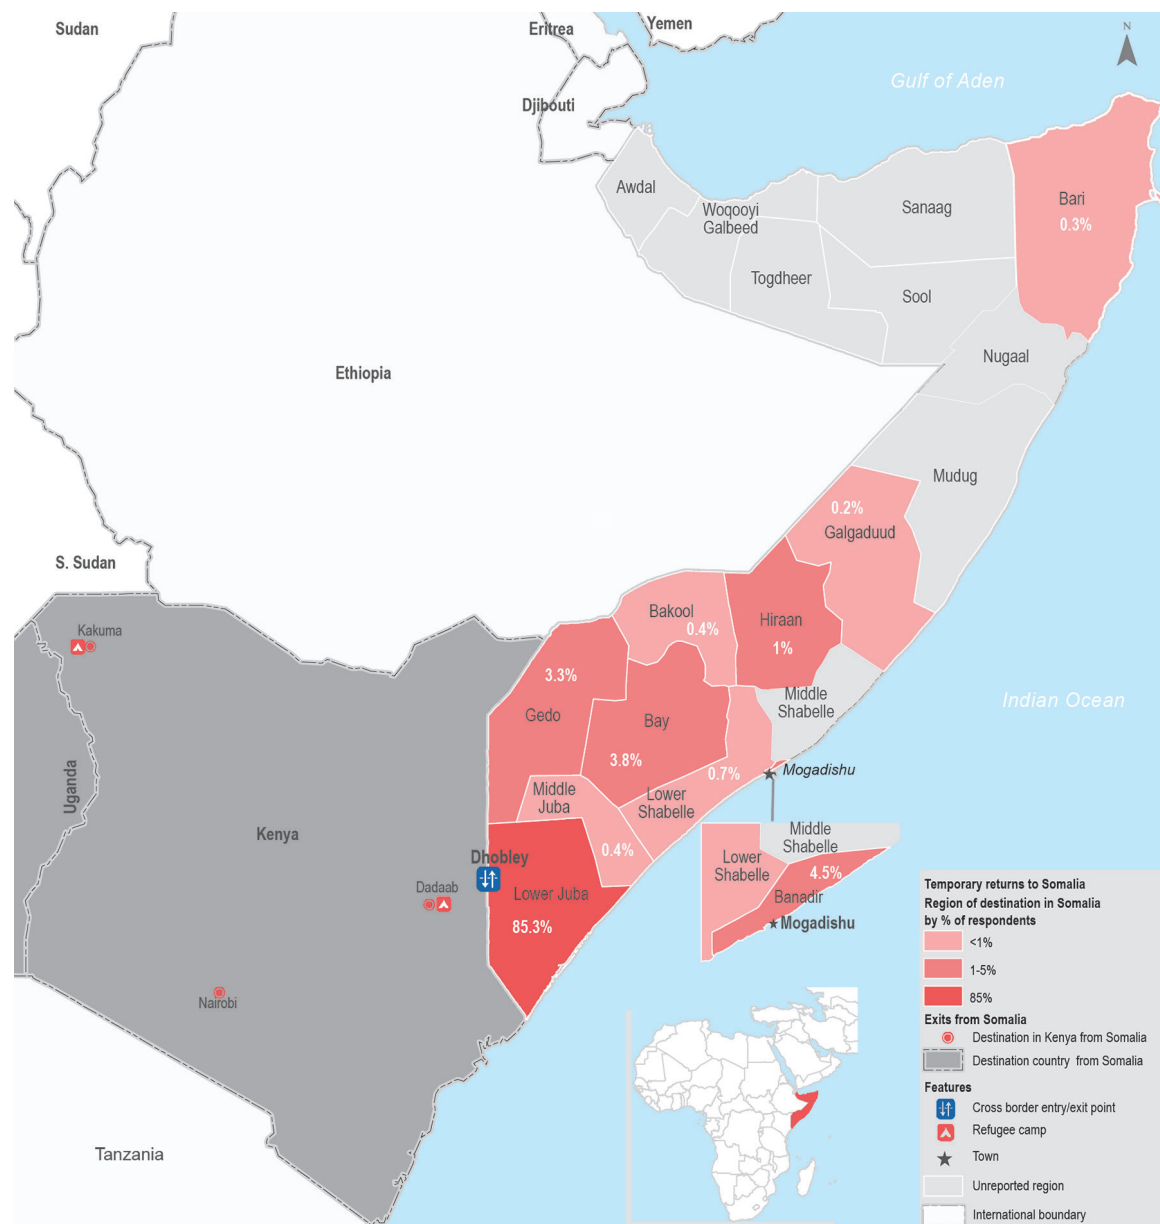 Sudan
Eritrea
Yemen
N
Gulf of Aden
Djibouti
Awdal
Woqooyi
Galbeed
Sanaag
Bari
0.3%
Togdheer
Sool
Nugaal
Ethiopia
Mudug
0.2%
Galgaduud
S. Sudan
Bakool
0.4%
Hiraan
1%
Kakuma
3.3%
Gedo
Bay
3.8%
Middle
Shabelle
Indian Ocean
0.7%
Mogadishu
Uganda
Middle
Juba
Lower
Shabelle
Kenya
0.4%
Dhobley
Lower Juba
85.3%
Dadaab
Nairobi
Middle
Shabelle
Lower
Shabelle
4.5%
Banadir
Mogadishu
Tanzania
Temporary returns to Somalia
Region of destination in Somalia
by % of respondents
<1%
1-5%
85%
Exits from Somalia
Destination in Kenya from Somalia
Destination country from Somalia
Features
Cross border entry/exit point
Refugee camp
Town
Unreported region
International boundary